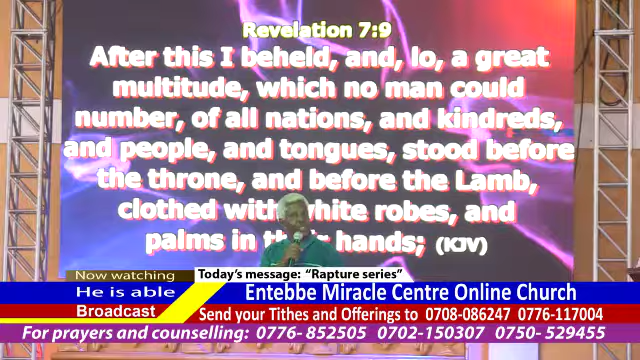 Revelation 7:9
After this I beheld, and, lo, a great
multitude, which no man could
number, of all nations, and kindreds,
and people, and tongues, stood before
the throne, and before the Lamb,
clothed with white robes, and
palms in their hands; (KJV)
Now watching
Today's message: "Rapture series"
He is able
Entebbe Miracle Centre Online Church
Broadcast
Send your Tithes and Offerings to 0708-086247 0776-117004
For prayers and counselling: 0776- 852505 0702-150307 0750- 529455